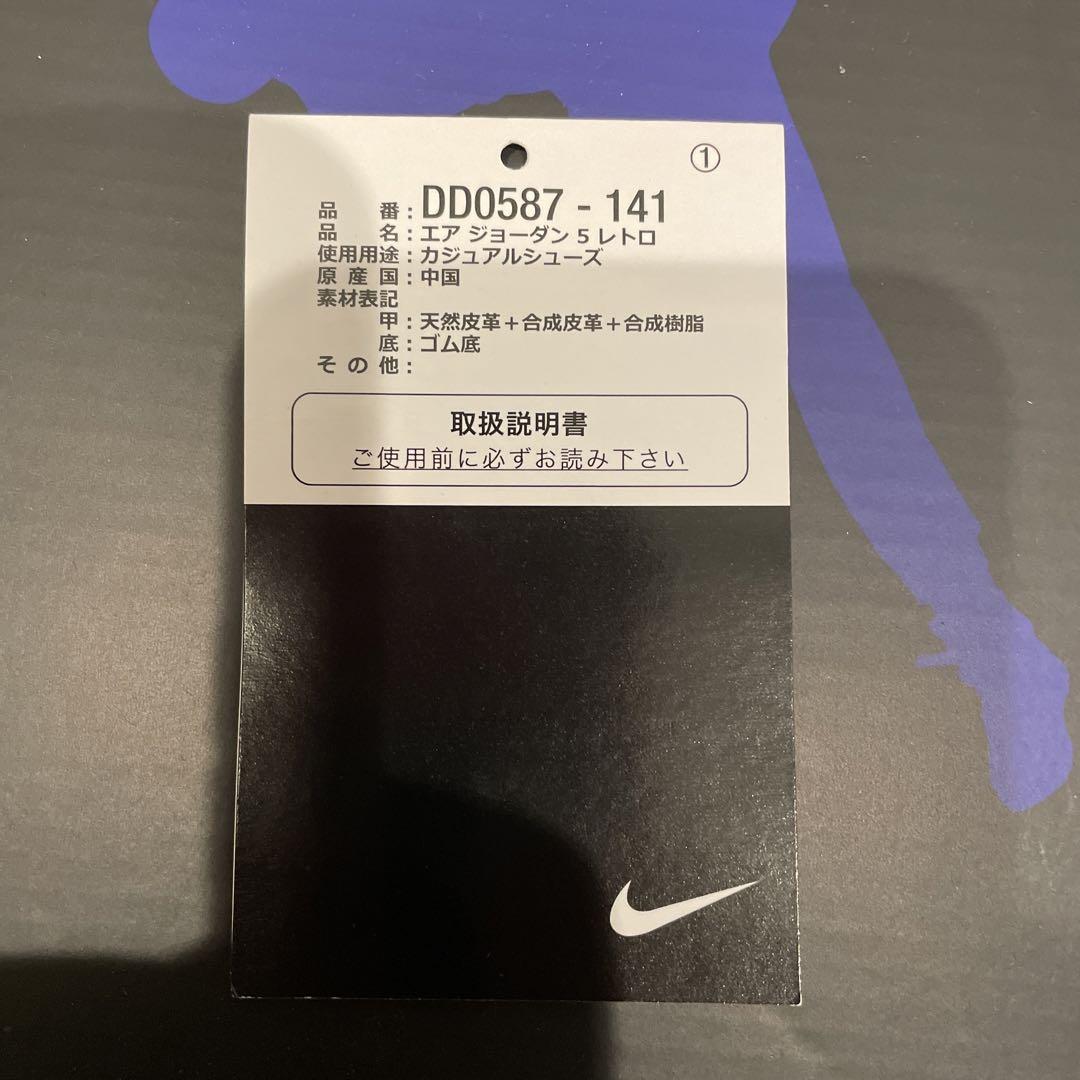 ①
品番：DD0587 - 141
品名：エア ジョーダン 5 レトロ
使用用途：カジュアルシューズ
原産国：中国
素材表記
甲：天然皮革＋合成皮革＋合成樹脂
底：ゴム底
その他：
取扱説明書
ご使用前に必ずお読み下さい